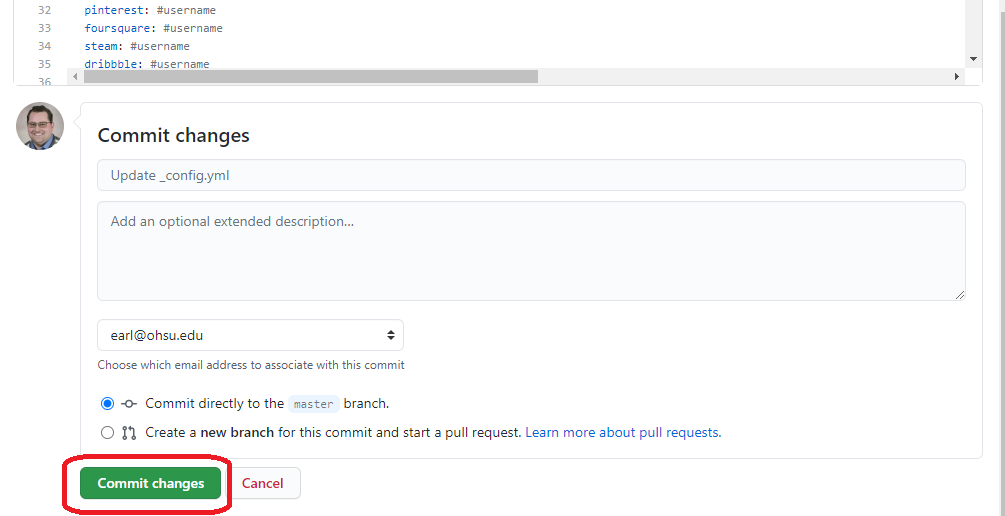 32 pinterest: #username
33 foursquare: #username
34 steam: #username
35 dribbble: #username
36
Commit changes
Update _config.yml
Add an optional extended description...
earl@ohsu.edu
Choose which email address to associate with this commit
Commit directly to the master branch.
Create a new branch for this commit and start a pull request. Learn more about pull requests.
Commit changes Cancel